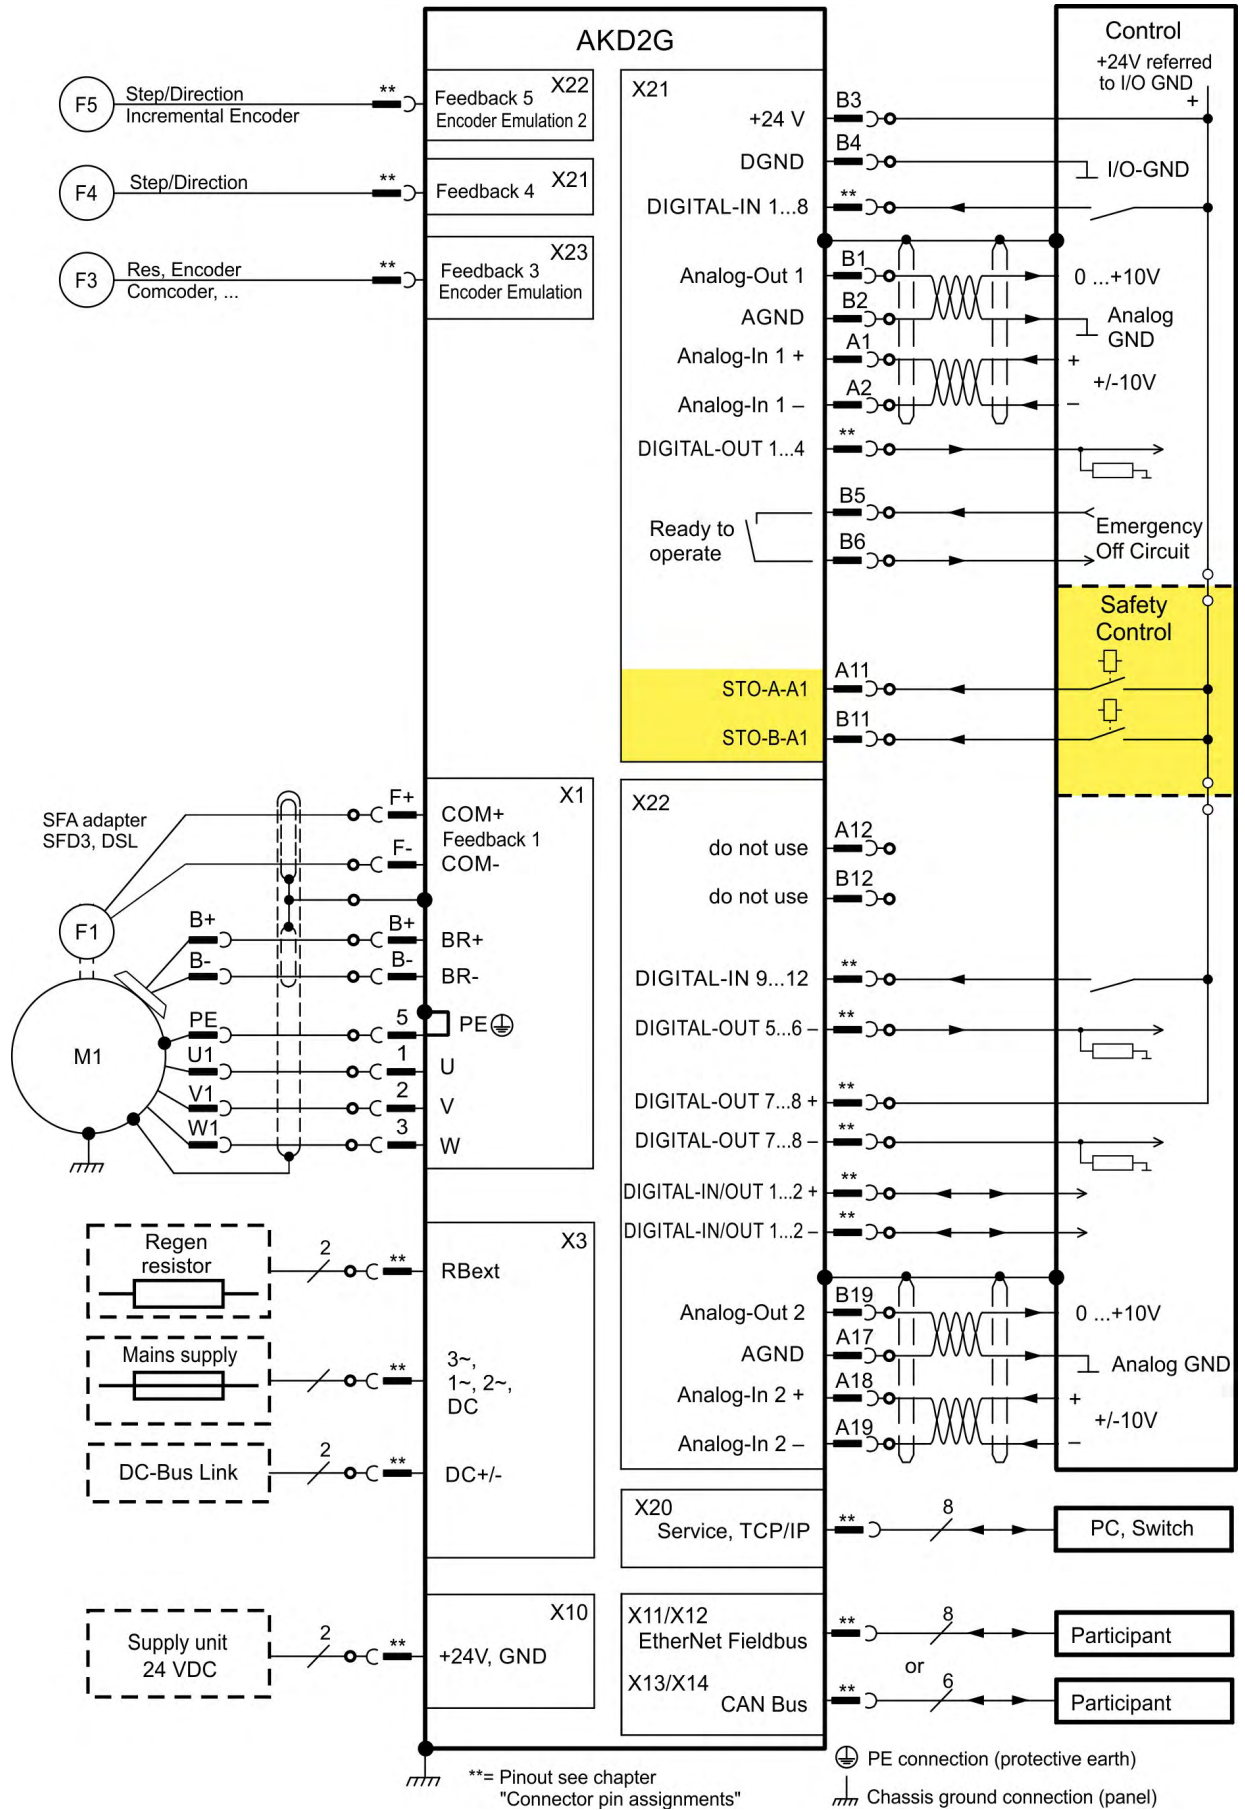 AKD2G
F5
Step/Direction
Incremental Encoder
**
X22
Feedback 5
Encoder Emulation 2
F4
Step/Direction
**
X21
Feedback 4
F3
Res, Encoder
Comcoder, ...
**
X23
Feedback 3
Encoder Emulation
X21
+24 V
B3
DGND
B4
DIGITAL-IN 1...8
**
Analog-Out 1
B1
AGND
B2
Analog-In 1 +
A1
Analog-In 1 –
A2
DIGITAL-OUT 1...4
**
Ready to
operate
B5
B6
STO-A-A1
A11
STO-B-A1
B11
Control
+24V referred
to I/O GND
+
I/O-GND
0 ...+10V
Analog
GND
+
+/-10V
–
Emergency
Off Circuit
Safety
Control
SFA adapter
SFD3, DSL
F1
M1
F+
F-
B+
B+
B-
B-
PE
5
U1
1
V1
2
W1
3
X1
COM+
Feedback 1
COM-
BR+
BR-
PE
U
V
W
X22
do not use
A12
do not use
B12
DIGITAL-IN 9...12
**
DIGITAL-OUT 5...6 –
**
DIGITAL-OUT 7...8 +
**
DIGITAL-OUT 7...8 –
**
DIGITAL-IN/OUT 1...2 +
**
DIGITAL-IN/OUT 1...2 –
**
Analog-Out 2
B19
0 ...+10V
AGND
A17
Analog GND
Analog-In 2 +
A18
+
+/-10V
Analog-In 2 –
A19
–
Regen
resistor
2
**
X3
RBext
Mains supply
**
3~,
1~, 2~,
DC
DC-Bus Link
2
**
DC+/-
X20
Service, TCP/IP
**
8
PC, Switch
Supply unit
24 VDC
2
**
X10
+24V, GND
X11/X12
EtherNet Fieldbus
**
8
Participant
or
X13/X14
CAN Bus
**
6
Participant
**= Pinout see chapter
"Connector pin assignments"
PE connection (protective earth)
Chassis ground connection (panel)